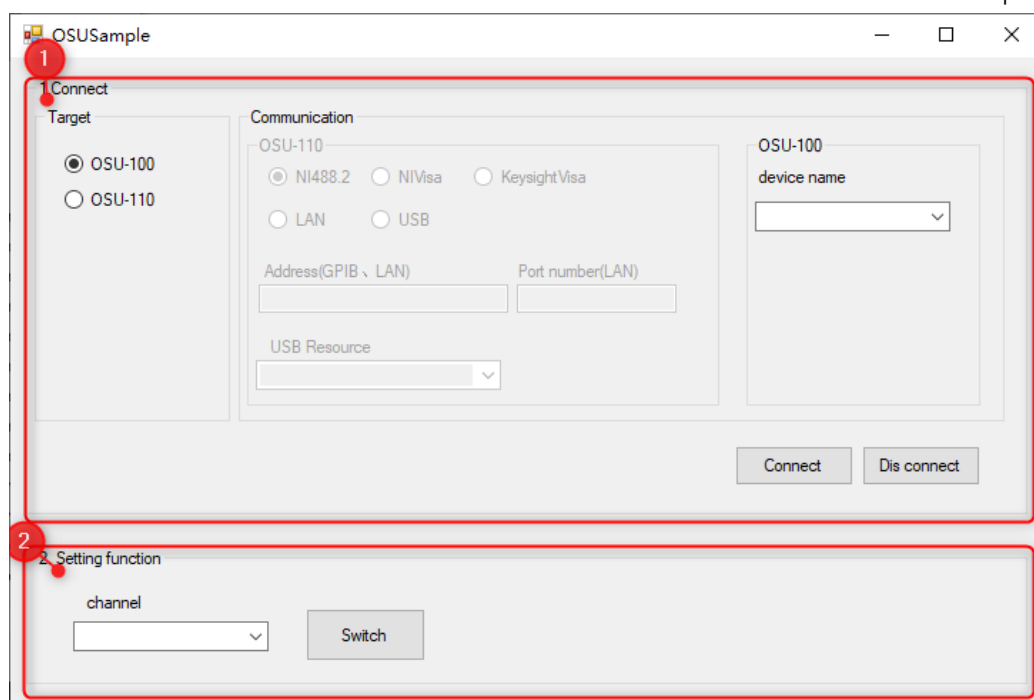 OSUSample
1
1 Connect
Target
OSU-100
OSU-110
Communication
OSU-110
NI488.2 NIVisa KeysightVisa
LAN USB
Address(GPIB、LAN) Port number(LAN)
USB Resource
OSU-100
device name
Connect Dis connect
2
2 Setting function
channel
Switch